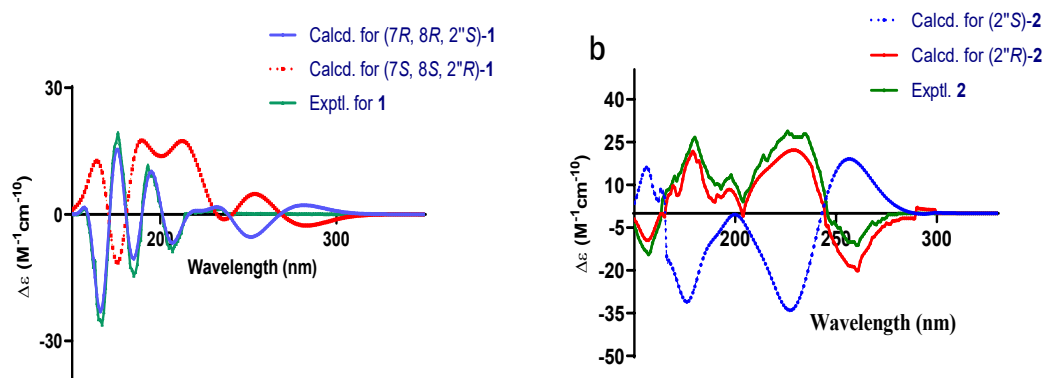 Calcd. for (7R, 8R, 2"S)-1
Calcd. for (7S, 8S, 2"R)-1
Exptl. for 1
30
0
-30
200
300
Wavelength (nm)
Δε (M⁻¹cm⁻¹⁰)
b
Calcd. for (2"S)-2
Calcd. for (2"R)-2
Exptl. 2
40
25
10
-5
-20
-35
-50
200
250
300
Wavelength (nm)
Δε (M⁻¹cm⁻¹⁰)